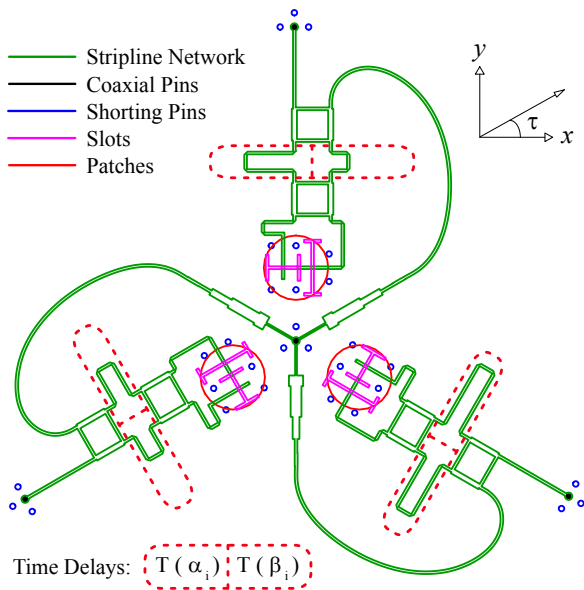 Stripline Network
Coaxial Pins
Shorting Pins
Slots
Patches
y
x
τ
Time Delays: T ( α i ) T ( β i )